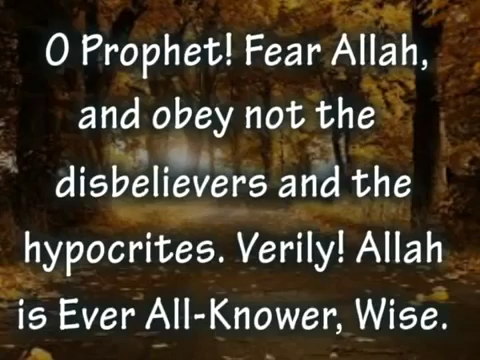 O Prophet! Fear Allah,
and obey not the
disbelievers and the
hypocrites. Verily! Allah
is Ever All-Knower, Wise.